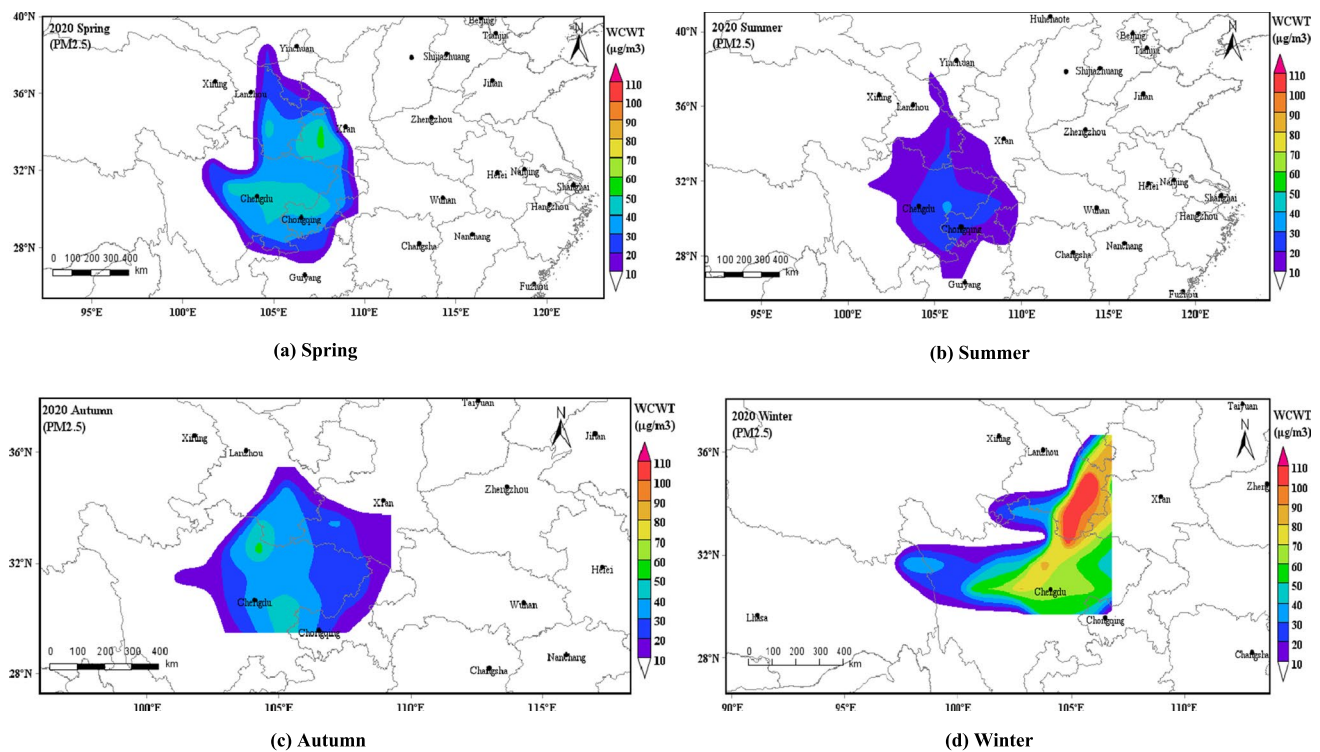 2020 Spring
(PM2.5)
40°N
36°N
32°N
28°N
95°E
100°E
105°E
110°E
115°E
120°E
Beijing
Tianjin
Yinchuan
Shijiazhuang
Xining
Lanzhou
Jinan
Zhengzhou
Xi'an
Hefei
Nanjing
Shanghai
Chengdu
Wuhan
Hangzhou
Chongqing
Nanchang
Changsha
Guiyang
Fuzhou
0 100 200 300 400
km
N
WCWT
(μg/m3)
110
100
90
80
70
60
50
40
30
20
10
(a) Spring
2020 Summer
(PM2.5)
40°N
36°N
32°N
28°N
95°E
100°E
105°E
110°E
115°E
120°E
Huhehaote
Beijing
Tianjin
Yinchuan
Shijiazhuang
Xining
Lanzhou
Jinan
Zhengzhou
Xi'an
Hefei
Nanjing
Shanghai
Chengdu
Wuhan
Hangzhou
Chongqing
Nanchang
Changsha
Guiyang
Fuzhou
0 100 200 300 400
km
N
WCWT
(μg/m3)
110
100
90
80
70
60
50
40
30
20
10
(b) Summer
2020 Autumn
(PM2.5)
36°N
32°N
28°N
100°E
105°E
110°E
115°E
Taiyuan
Xining
Jinan
Lanzhou
Zhengzhou
Xi'an
Hefei
Chengdu
Wuhan
Chongqing
Nanchang
Changsha
0 100 200 300 400
km
N
WCWT
(μg/m3)
110
100
90
80
70
60
50
40
30
20
10
(c) Autumn
2020 Winter
(PM2.5)
36°N
32°N
28°N
90°E
95°E
100°E
105°E
110°E
Taiyuan
Xining
Lanzhou
Zheng
Xi'an
Chengdu
Lhasa
Chongqing
Changsha
0 100 200 300 400
km
N
WCWT
(μg/m3)
110
100
90
80
70
60
50
40
30
20
10
(d) Winter